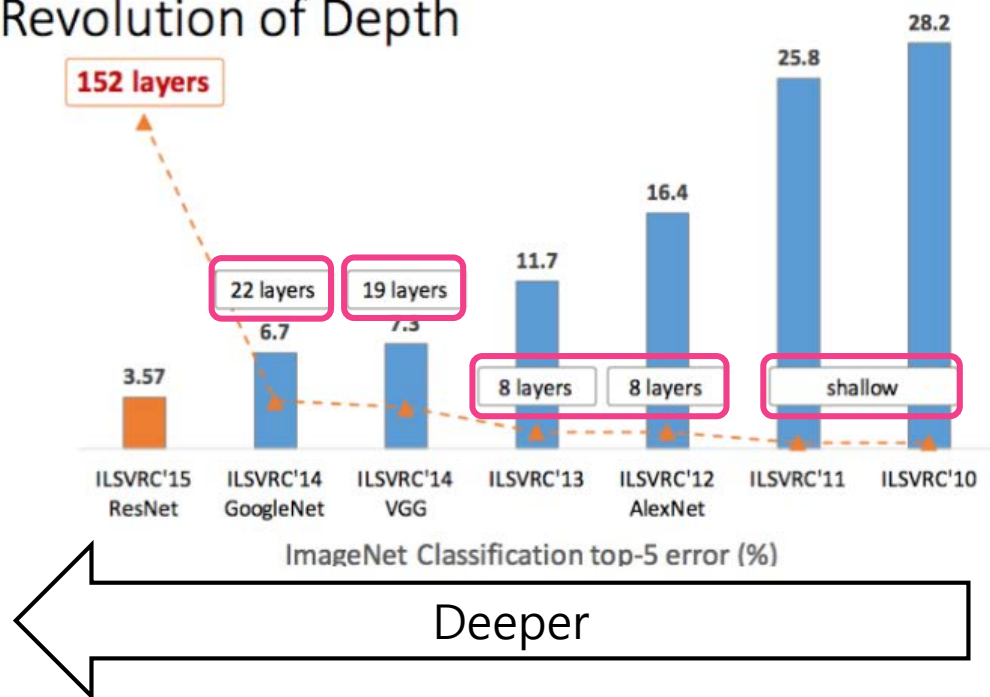 Revolution of Depth
28.2
25.8
152 layers
16.4
11.7
22 layers
19 layers
7.3
6.7
3.57
8 layers
8 layers
shallow
ILSVRC'15
ResNet
ILSVRC'14
GoogleNet
ILSVRC'14
VGG
ILSVRC'13
ILSVRC'12
AlexNet
ILSVRC'11
ILSVRC'10
ImageNet Classification top-5 error (%)
Deeper